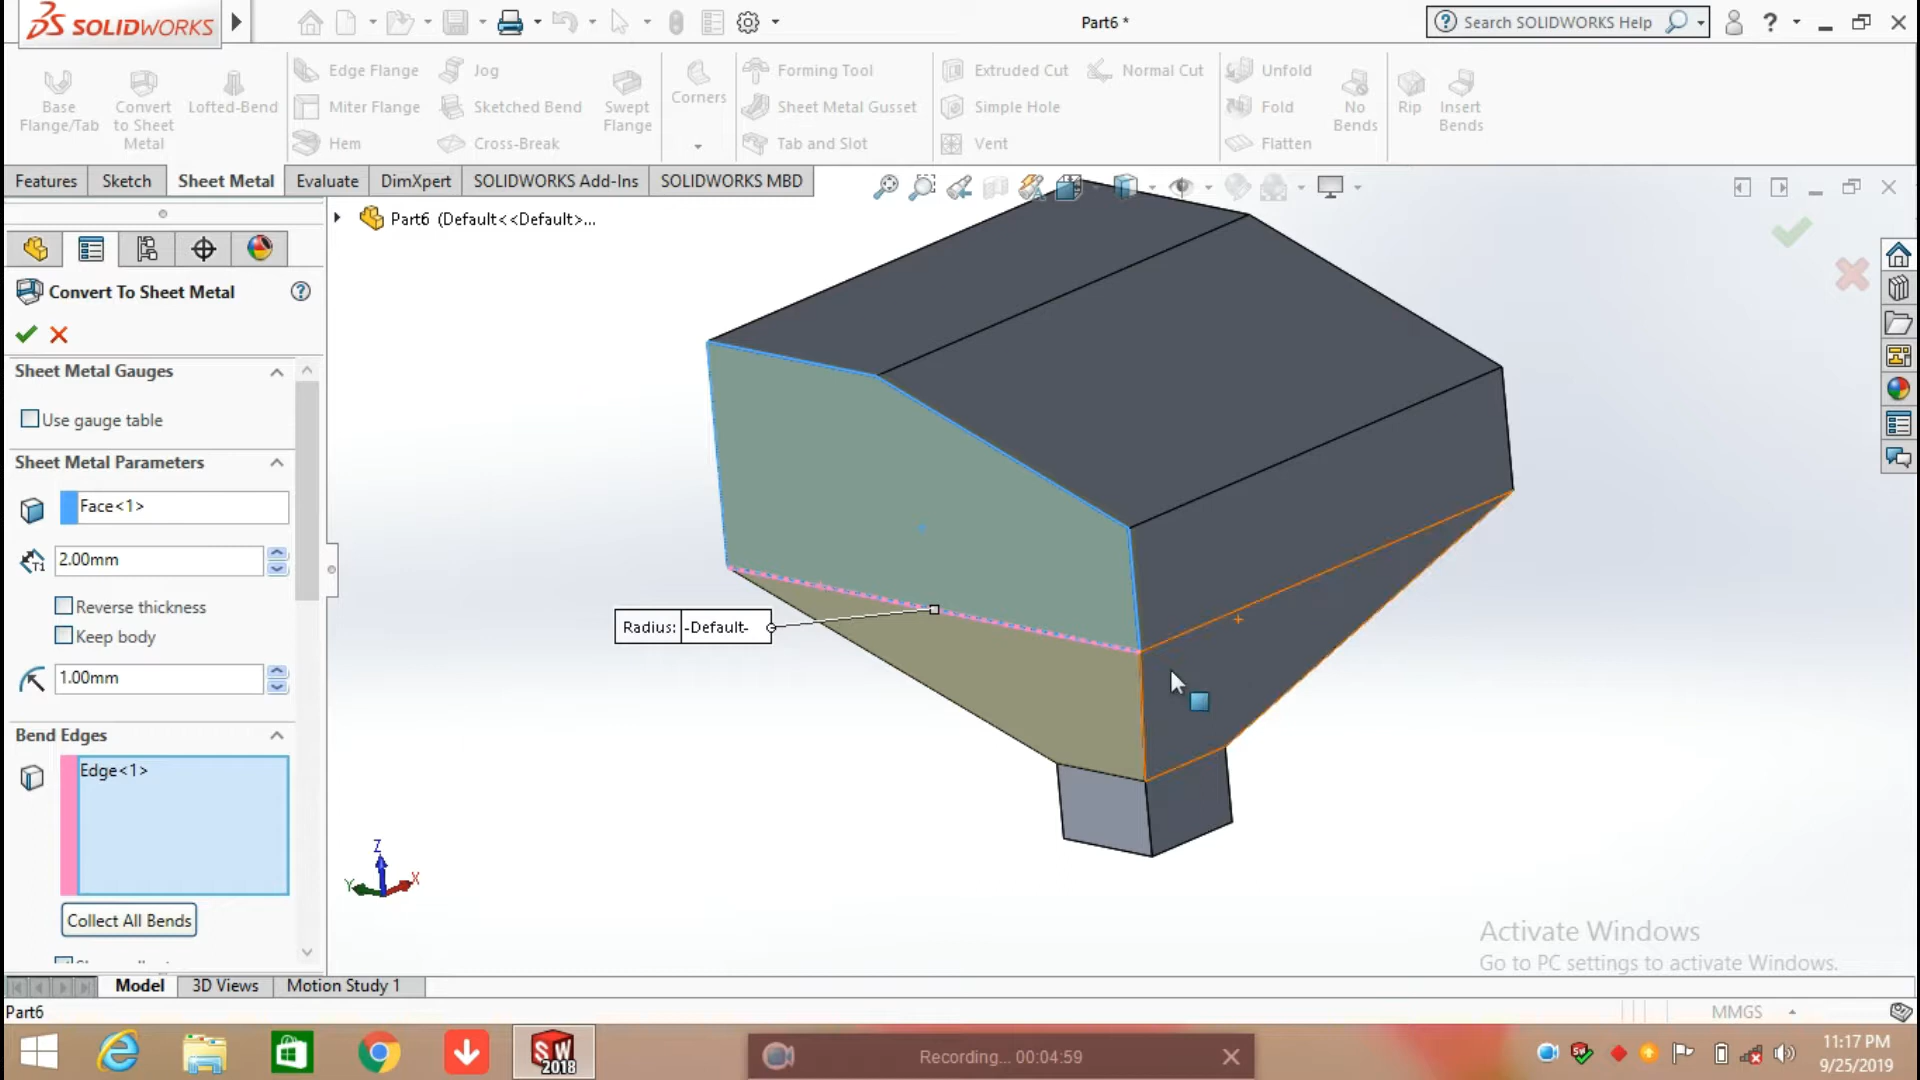 SOLIDWORKS
Part6 *
Search SOLIDWORKS Help
Base Flange/Tab
Convert to Sheet Metal
Lofted-Bend
Edge Flange
Miter Flange
Hem
Jog
Sketched Bend
Cross-Break
Swept Flange
Corners
Forming Tool
Sheet Metal Gusset
Tab and Slot
Extruded Cut
Simple Hole
Vent
Normal Cut
Unfold
Fold
Flatten
No Bends
Rip
Insert Bends
Features
Sketch
Sheet Metal
Evaluate
DimXpert
SOLIDWORKS Add-Ins
SOLIDWORKS MBD
Part6 (Default<<Default>...
Convert To Sheet Metal
Sheet Metal Gauges
Use gauge table
Sheet Metal Parameters
Face<1>
T1
2.00mm
Reverse thickness
Keep body
1.00mm
Bend Edges
Edge<1>
Collect All Bends
Radius: -Default-
Z
Y
X
Activate Windows
Go to PC settings to activate Windows.
Model
3D Views
Motion Study 1
Part6
MMGS
SW
2018
Recording... 00:04:59
11:17 PM
9/25/2019